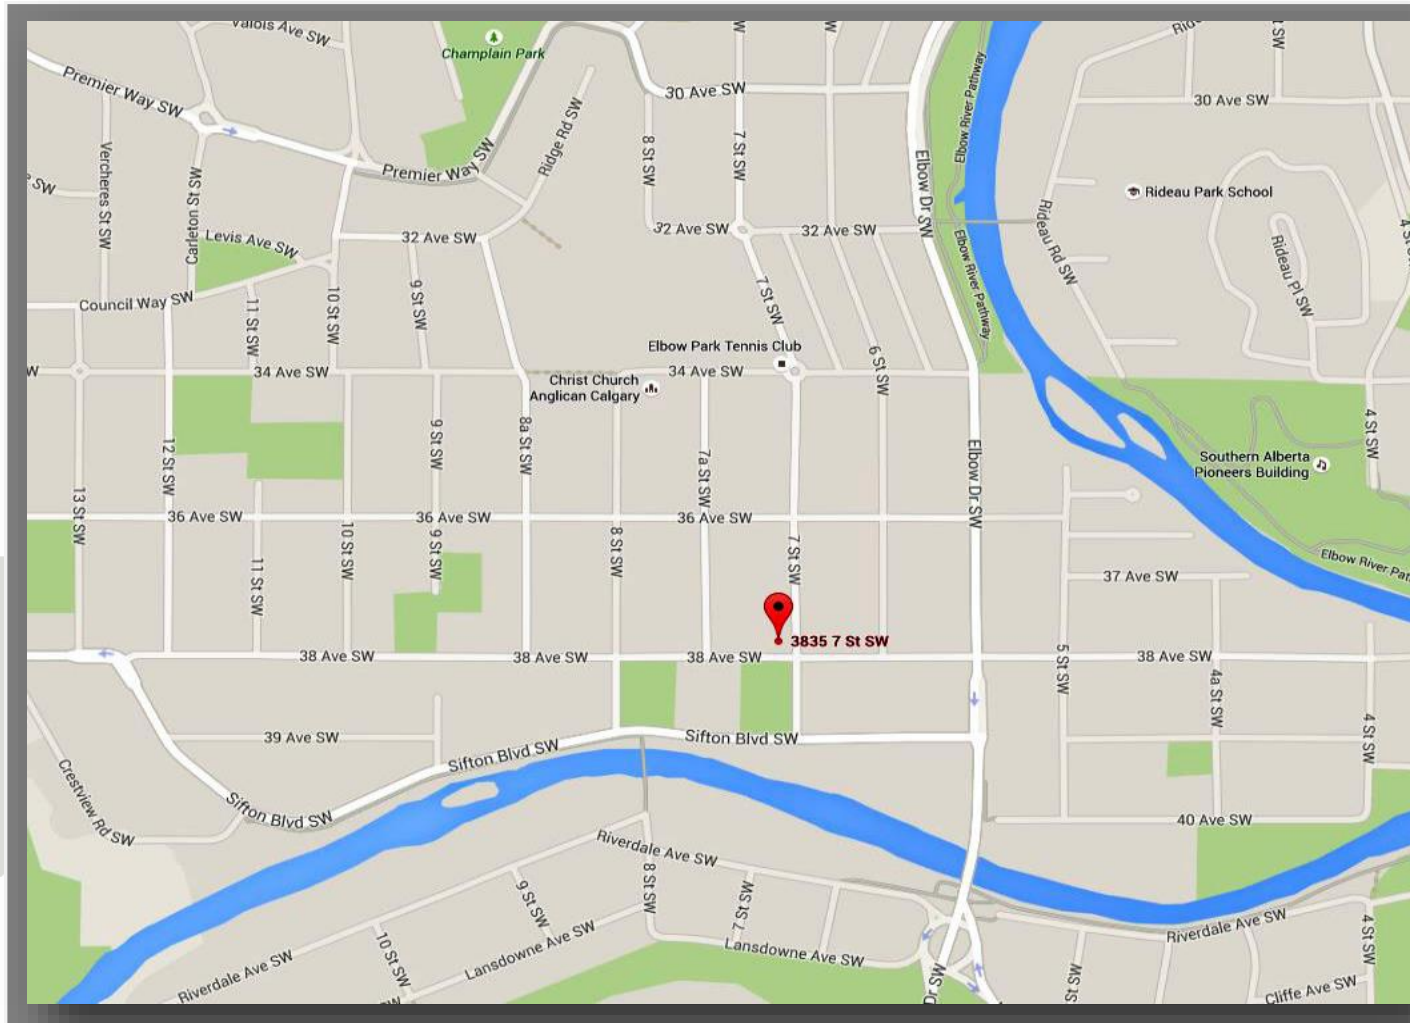 Valois Ave SW
Champlain Park
Premier Way SW
30 Ave SW
30 Ave SW
Elbow River Pathway
Vercheres St SW
Carleton St SW
Premier Way SW
Ridge Rd SW
8 St SW
7 St SW
Elbow Dr SW
Rideau Park School
Levis Ave SW
32 Ave SW
32 Ave SW
32 Ave SW
Elbow River Pathway
Rideau Rd SW
Rideau Pl SW
Council Way SW
11 St SW
10 St SW
9 St SW
7 St SW
Elbow Park Tennis Club
6 St SW
34 Ave SW
34 Ave SW
Christ Church
Anglican Calgary
12 St SW
9 St SW
8a St SW
7a St SW
Elbow Dr SW
4 St SW
Southern Alberta
Pioneers Building
13 St SW
36 Ave SW
36 Ave SW
36 Ave SW
10 St SW
9 St SW
8 St SW
7 St SW
11 St SW
37 Ave SW
Elbow River Pat
3835 7 St SW
38 Ave SW
38 Ave SW
38 Ave SW
38 Ave SW
5 St SW
4a St SW
4 St SW
39 Ave SW
Sifton Blvd SW
Sifton Blvd SW
Sifton Blvd SW
Crestview Rd SW
40 Ave SW
Riverdale Ave SW
9 St SW
8 St SW
7 St SW
10 St SW
Lansdowne Ave SW
Lansdowne Ave SW
Riverdale Ave SW
Riverdale Ave SW
4 St SW
Dr SW
St SW
Cliffe Ave SW